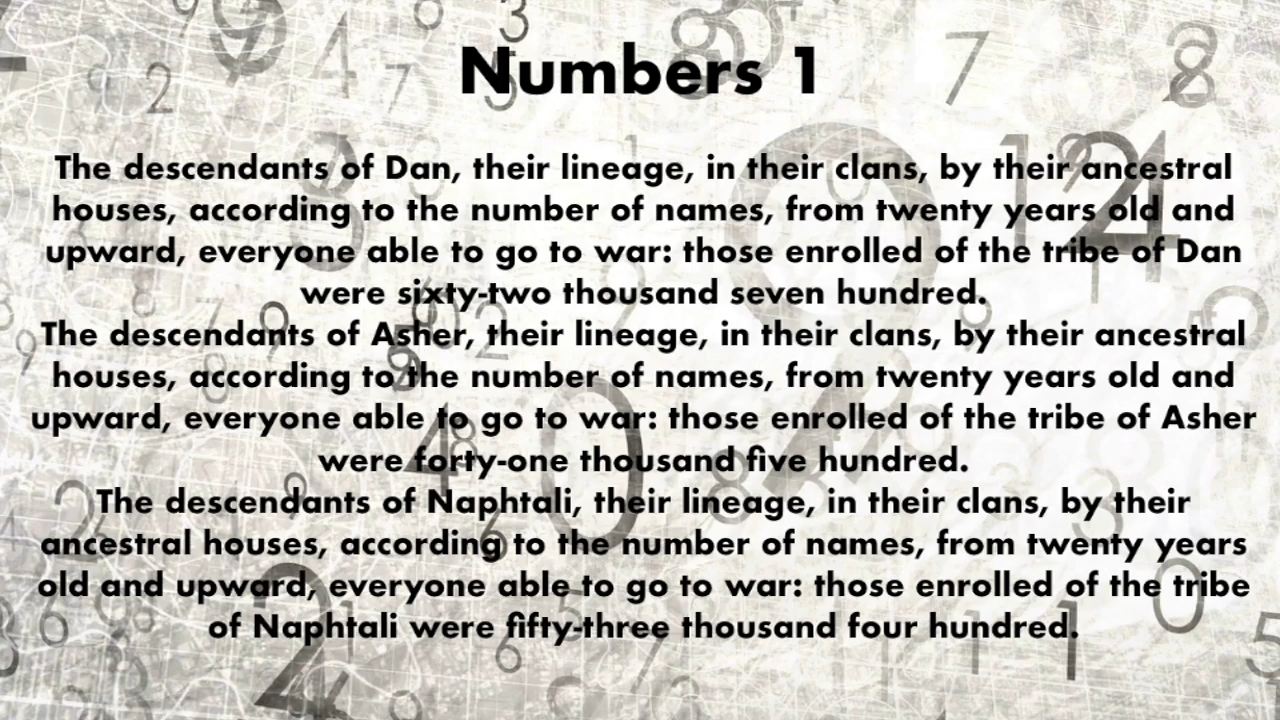 Numbers 1
The descendants of Dan, their lineage, in their clans, by their ancestral
houses, according to the number of names, from twenty years old and
upward, everyone able to go to war: those enrolled of the tribe of Dan
were sixty-two thousand seven hundred.
The descendants of Asher, their lineage, in their clans, by their ancestral
houses, according to the number of names, from twenty years old and
upward, everyone able to go to war: those enrolled of the tribe of Asher
were forty-one thousand five hundred.
The descendants of Naphtali, their lineage, in their clans, by their
ancestral houses, according to the number of names, from twenty years
old and upward, everyone able to go to war: those enrolled of the tribe
of Naphtali were fifty-three thousand four hundred.